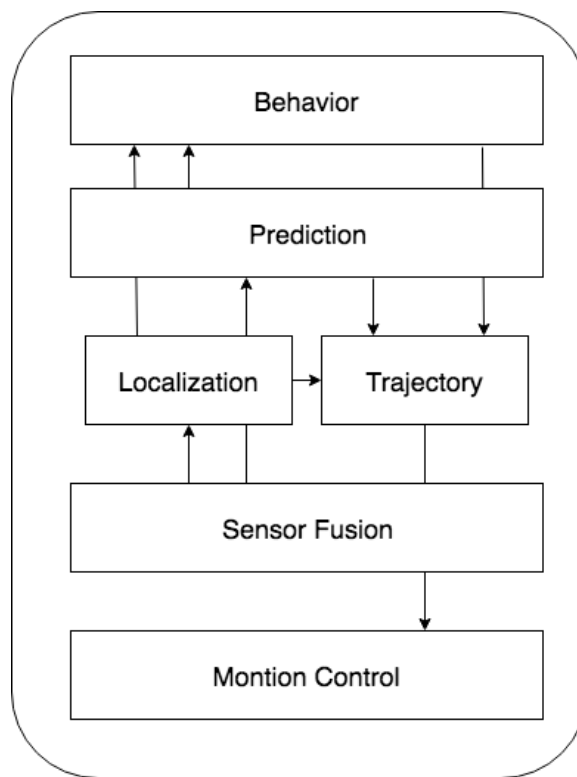 Behavior
Prediction
Localization
Trajectory
Sensor Fusion
Montion Control